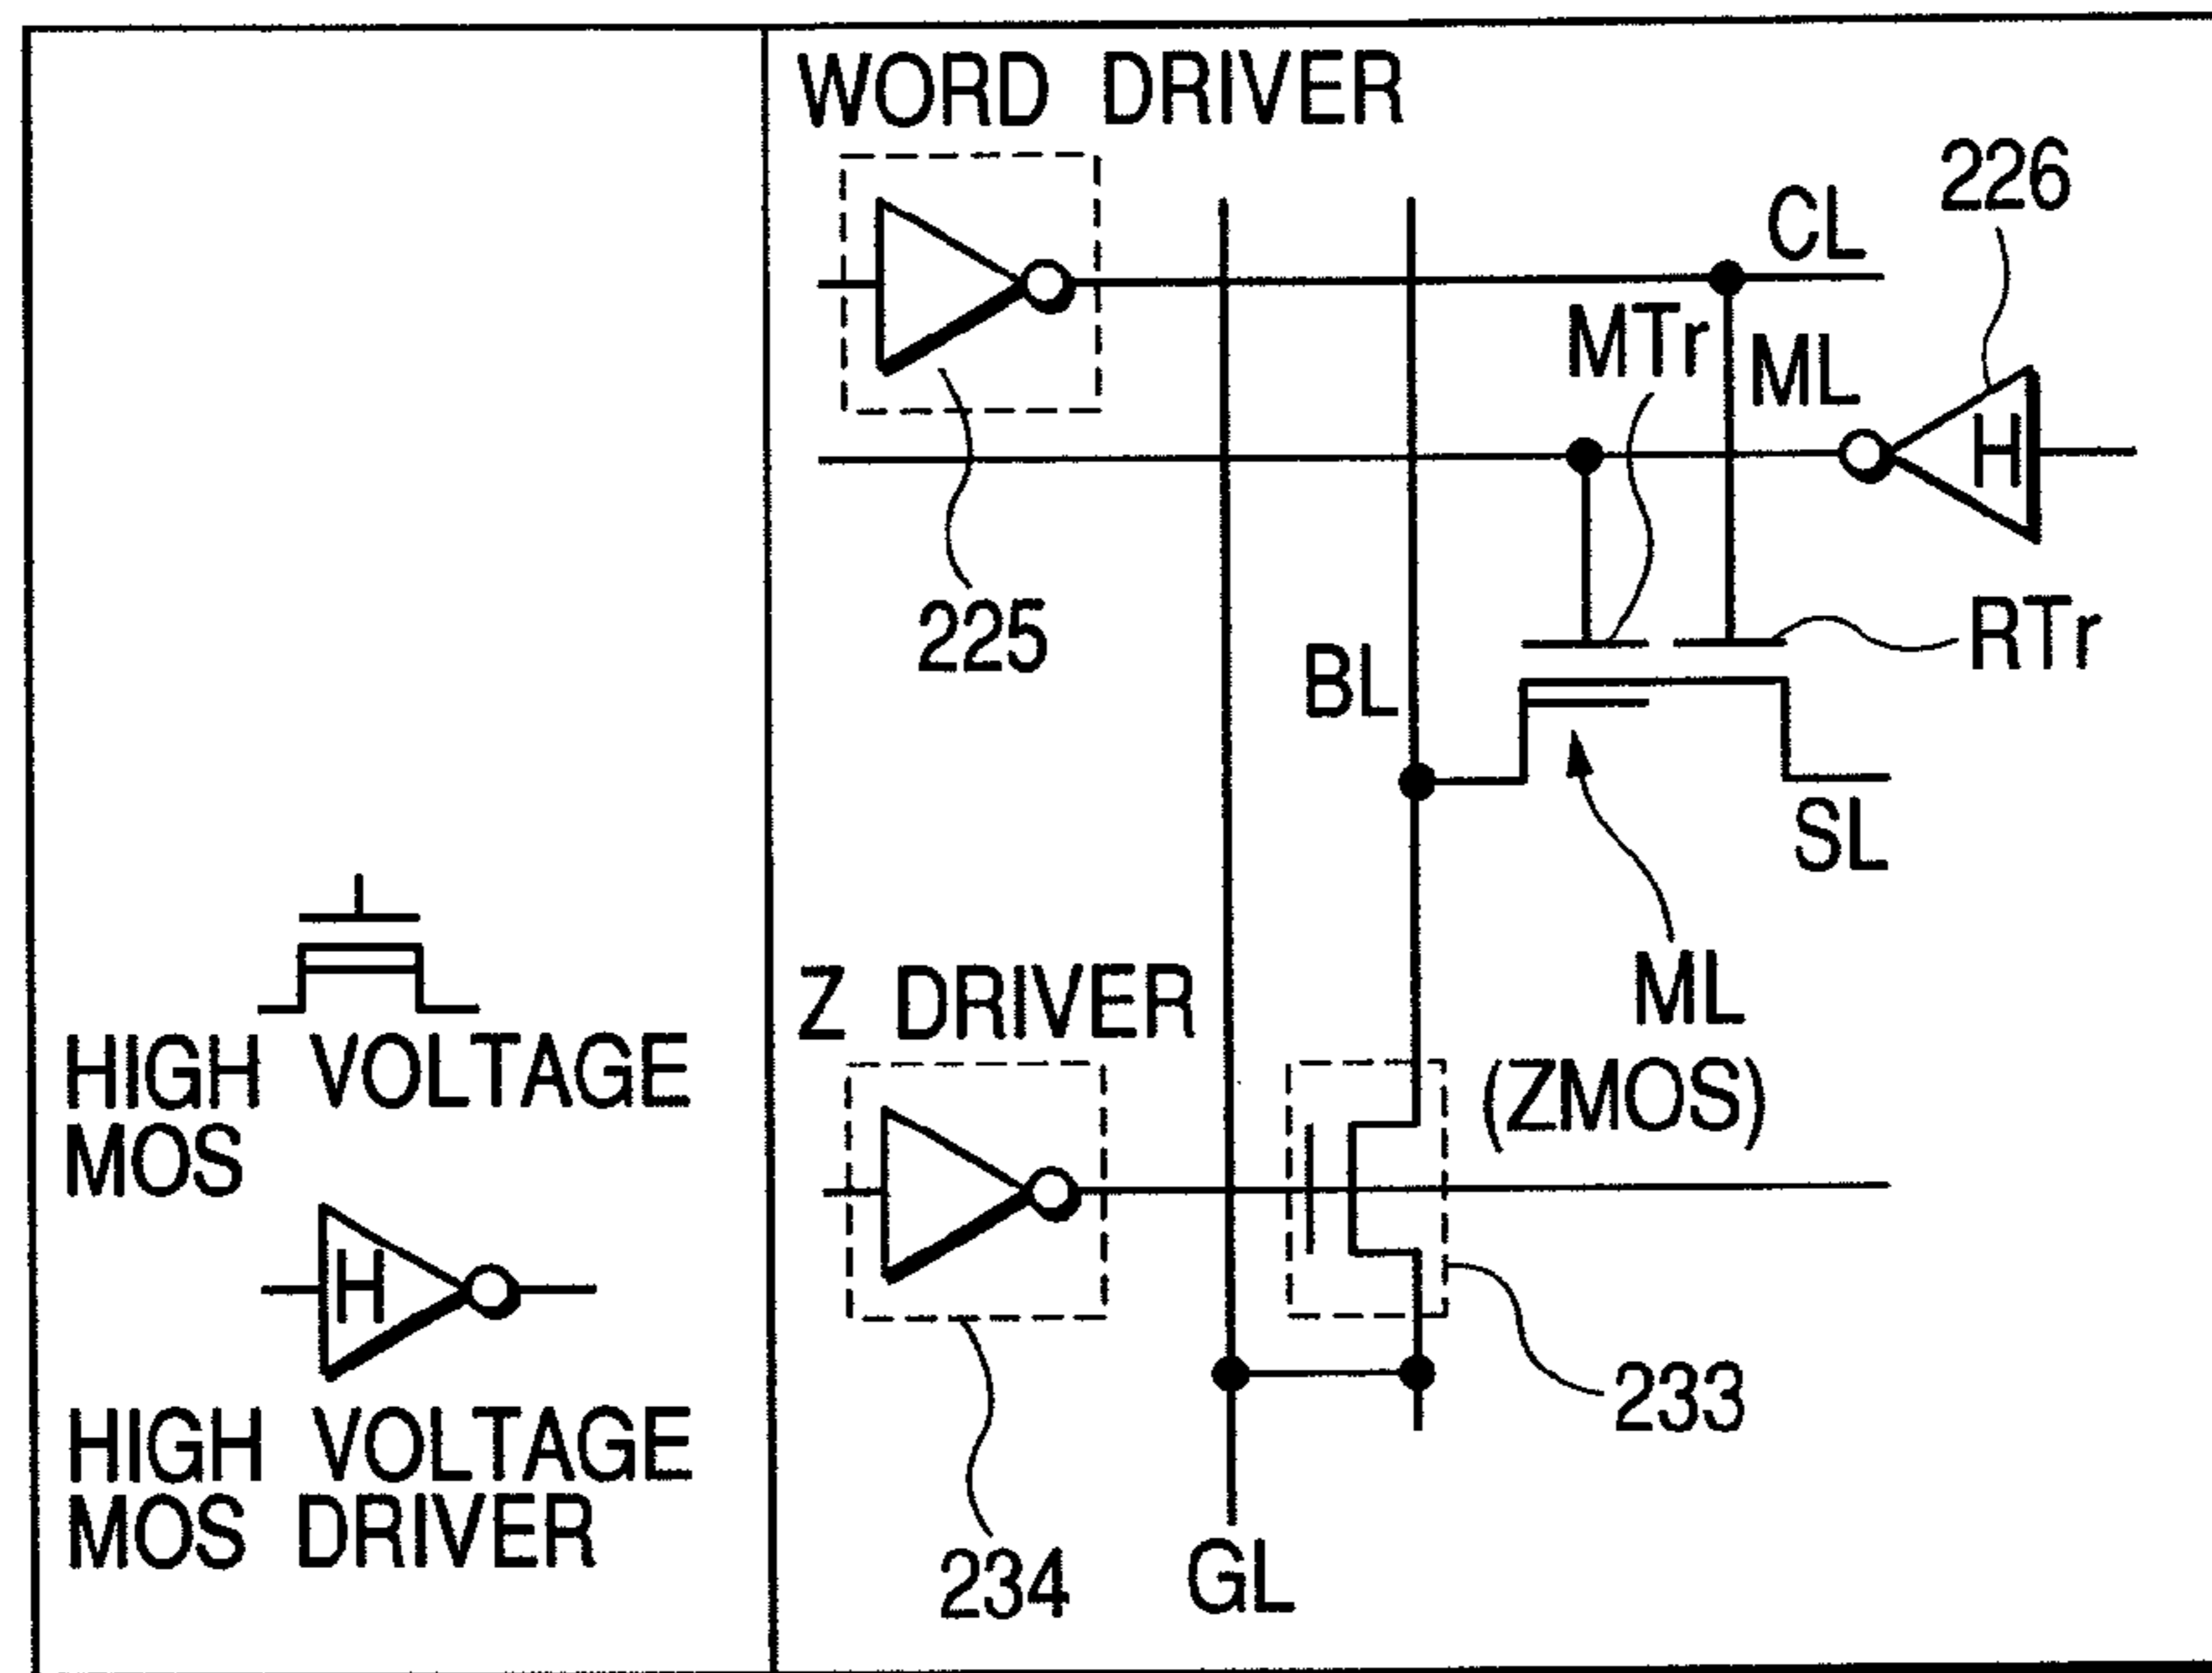 HIGH VOLTAGE
MOS
H
HIGH VOLTAGE
MOS DRIVER
WORD DRIVER
226
CL
MTr
ML
H
225
RTr
BL
SL
ML
Z DRIVER
(ZMOS)
233
234
GL